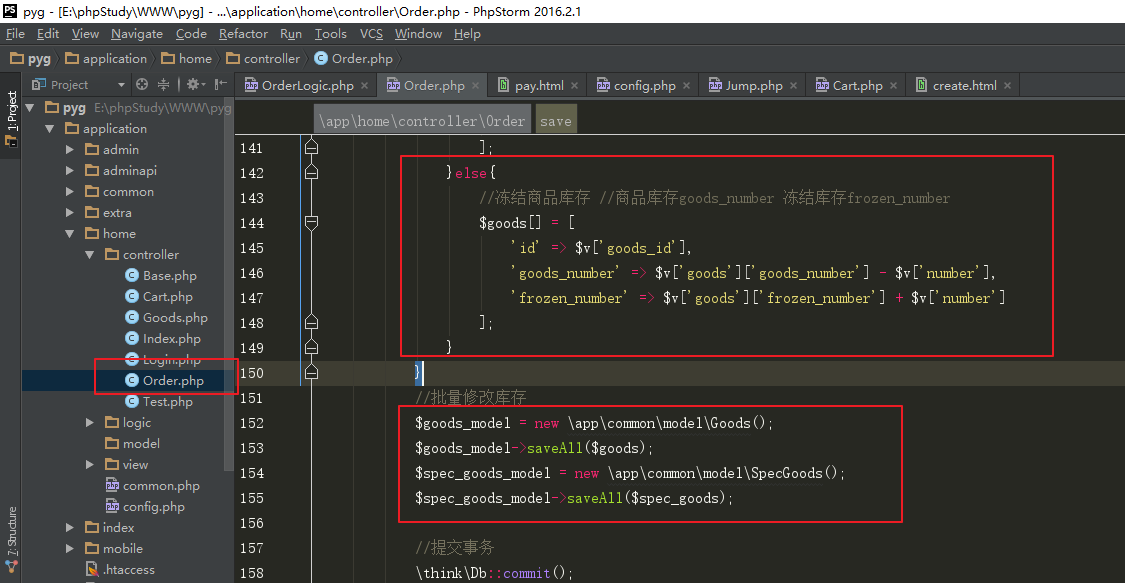 pyg - [E:\phpStudy\WWW\pyg] - ...\application\home\controller\Order.php - PhpStorm 2016.2.1
File Edit View Navigate Code Refactor Run Tools VCS Window Help
pyg application home controller Order.php
Project OrderLogic.php Order.php pay.html config.php Jump.php Cart.php create.html
1: Project
7: Structure
pyg E:\phpStudy\WWW\pyg
application
admin
adminapi
common
extra
home
controller
Base.php
Cart.php
Goods.php
Index.php
Login.php
Order.php
Test.php
logic
model
view
common.php
config.php
index
mobile
.htaccess
\app\home\controller\Order save
141 ];
142 }else{
143 //冻结商品库存 //商品库存goods_number 冻结库存frozen_number
144 $goods[] = [
145 'id' => $v['goods_id'],
146 'goods_number' => $v['goods']['goods_number'] - $v['number'],
147 'frozen_number' => $v['goods']['frozen_number'] + $v['number']
148 ];
149 }
150 }
151 //批量修改库存
152 $goods_model = new \app\common\model\Goods();
153 $goods_model->saveAll($goods);
154 $spec_goods_model = new \app\common\model\SpecGoods();
155 $spec_goods_model->saveAll($spec_goods);
156
157 //提交事务
158 \think\Db::commit();